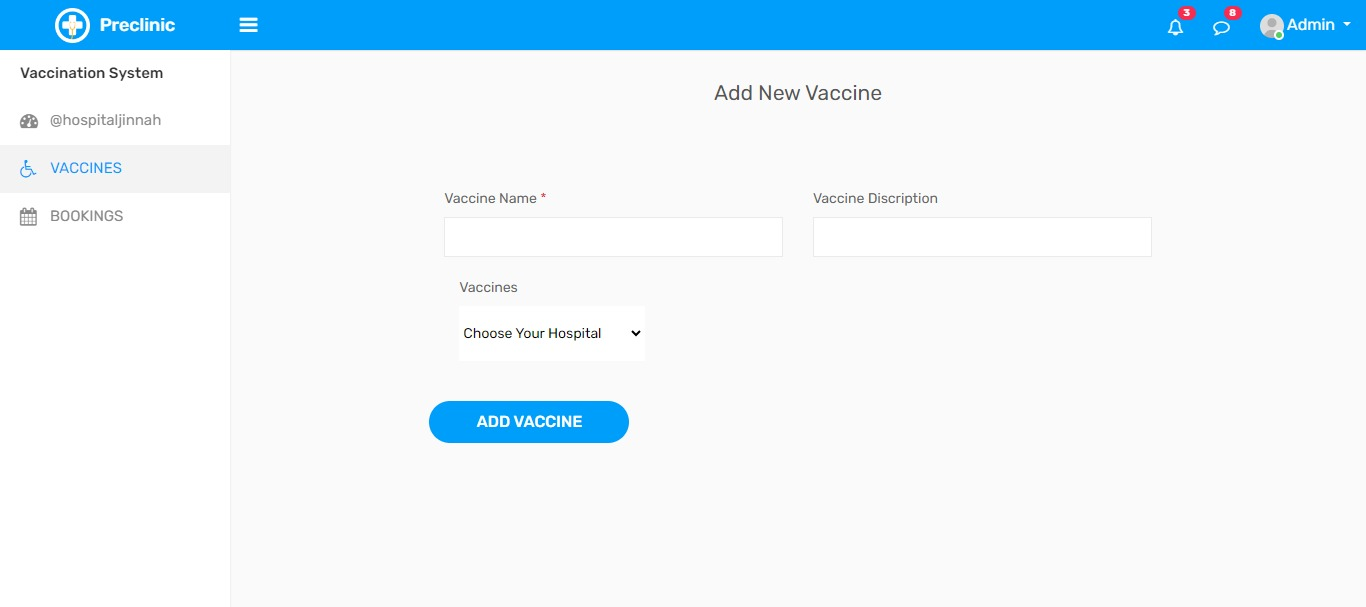 Preclinic
3
8
Admin
Vaccination System
@hospitaljinnah
VACCINES
BOOKINGS
Add New Vaccine
Vaccine Name *
Vaccine Discription
Vaccines
Choose Your Hospital
ADD VACCINE